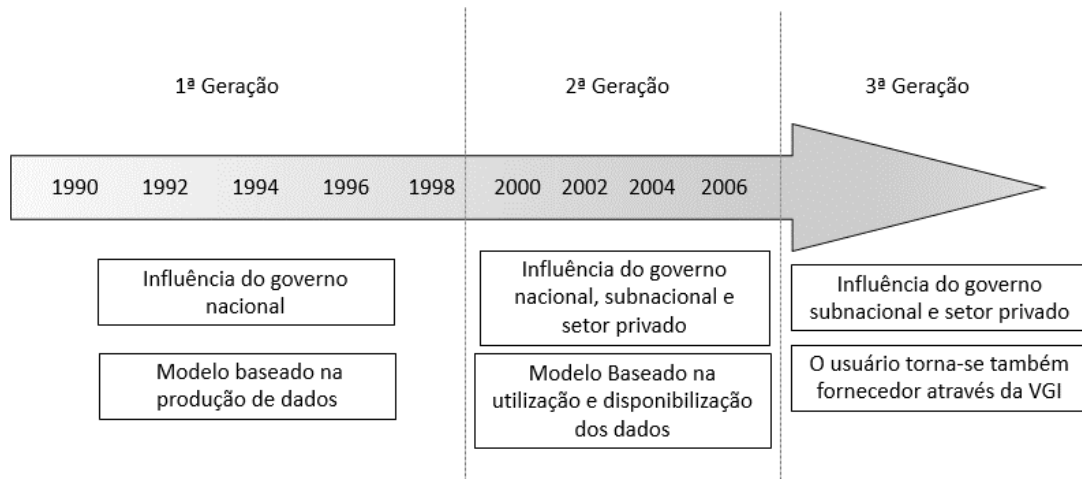 1ª Geração
2ª Geração
3ª Geração
1990 1992 1994 1996 1998 2000 2002 2004 2006
Influência do governo
nacional
Modelo baseado na
produção de dados
Influência do governo
nacional, subnacional e
setor privado
Modelo Baseado na
utilização e disponibilização
dos dados
Influência do governo
subnacional e setor privado
O usuário torna-se também
fornecedor através da VGI